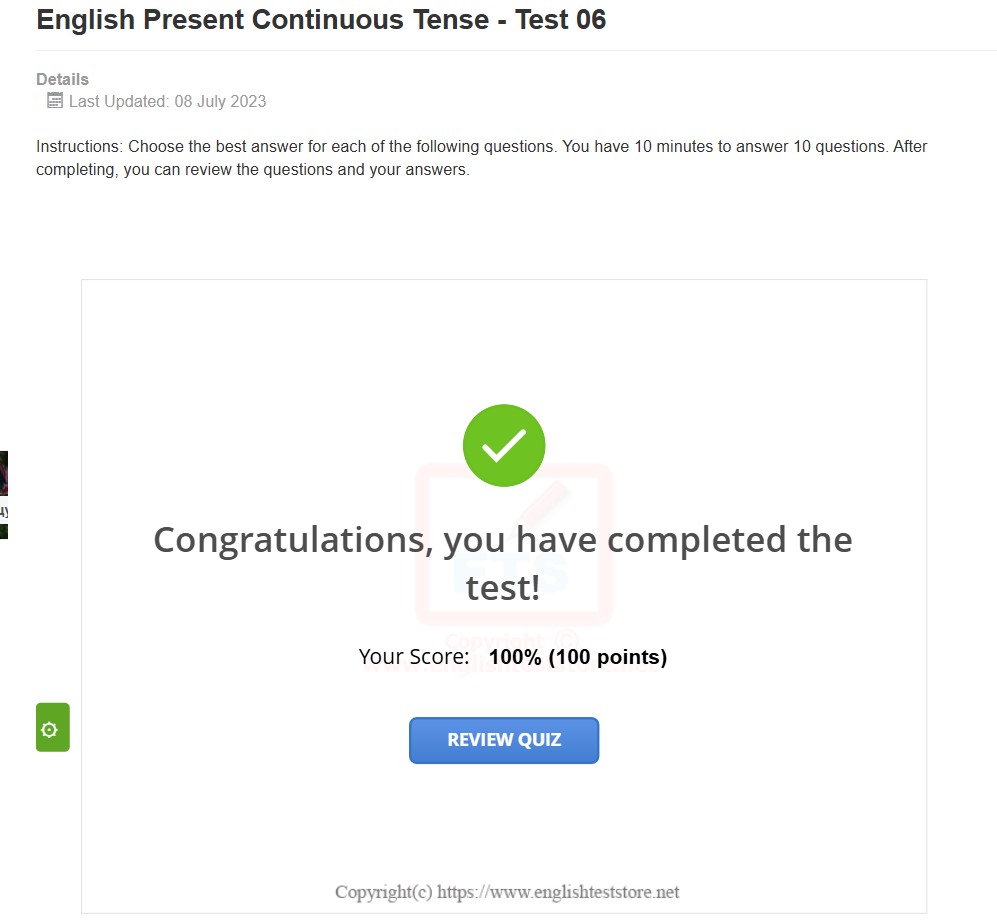 English Present Continuous Tense - Test 06
Details
Last Updated: 08 July 2023
Instructions: Choose the best answer for each of the following questions. You have 10 minutes to answer 10 questions. After
completing, you can review the questions and your answers.
ETS
Congratulations, you have completed the
test!
Copyright ©
Your Score: 100% (100 points)
REVIEW QUIZ
Copyright(c) https://www.englishteststore.net